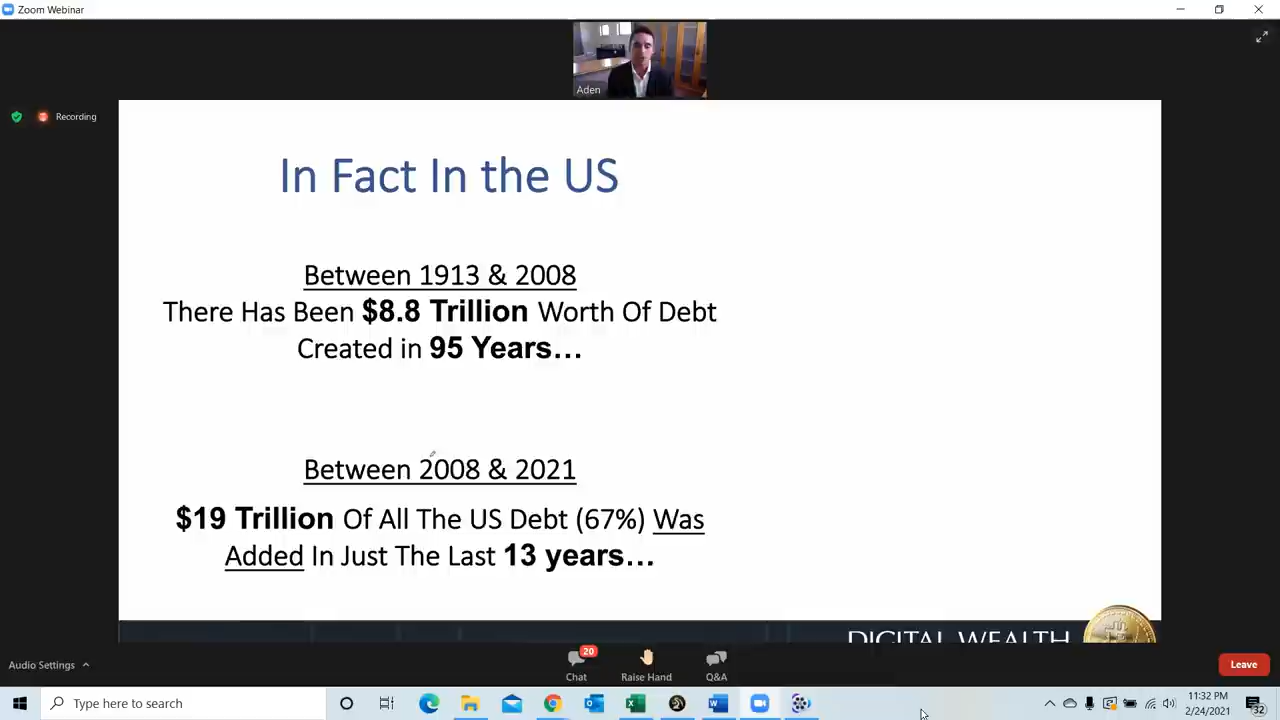 Zoom Webinar
Aden
Recording
In Fact In the US
Between 1913 & 2008
There Has Been $8.8 Trillion Worth Of Debt
Created in 95 Years…
Between 2008 & 2021
$19 Trillion Of All The US Debt (67%) Was
Added In Just The Last 13 years…
DIGITAL WEALTH
Audio Settings
20
Chat
Raise Hand
Q&A
Leave
Type here to search
11:32 PM
2/24/2021
32